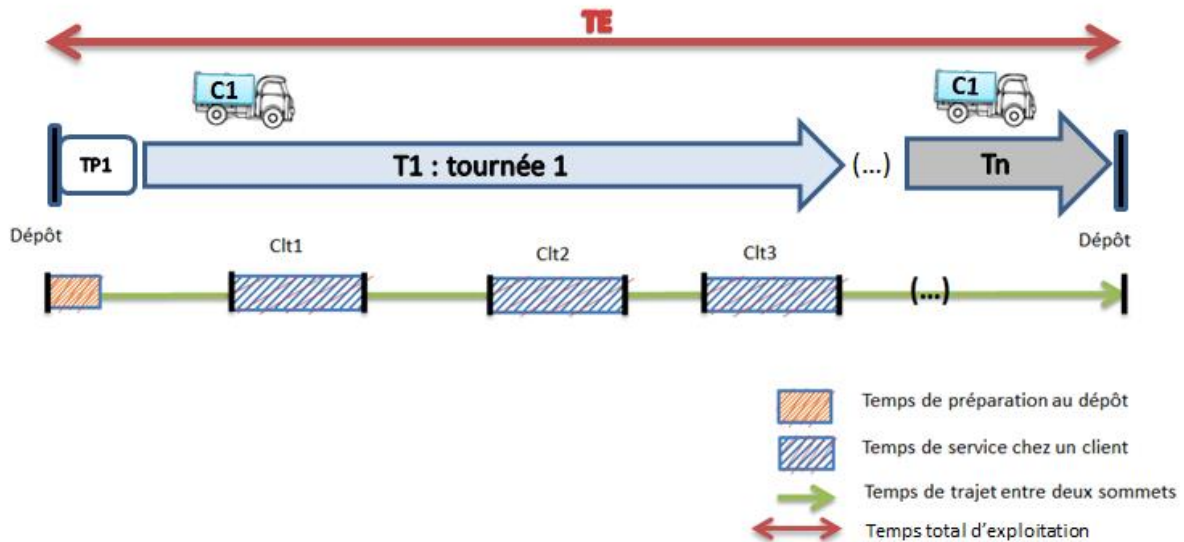 TE
C1
C1
TP1
T1 : tournée 1
(...)
Tn
Dépôt
Dépôt
Clt1
Clt2
Clt3
(...)
Temps de préparation au dépôt
Temps de service chez un client
Temps de trajet entre deux sommets
Temps total d'exploitation